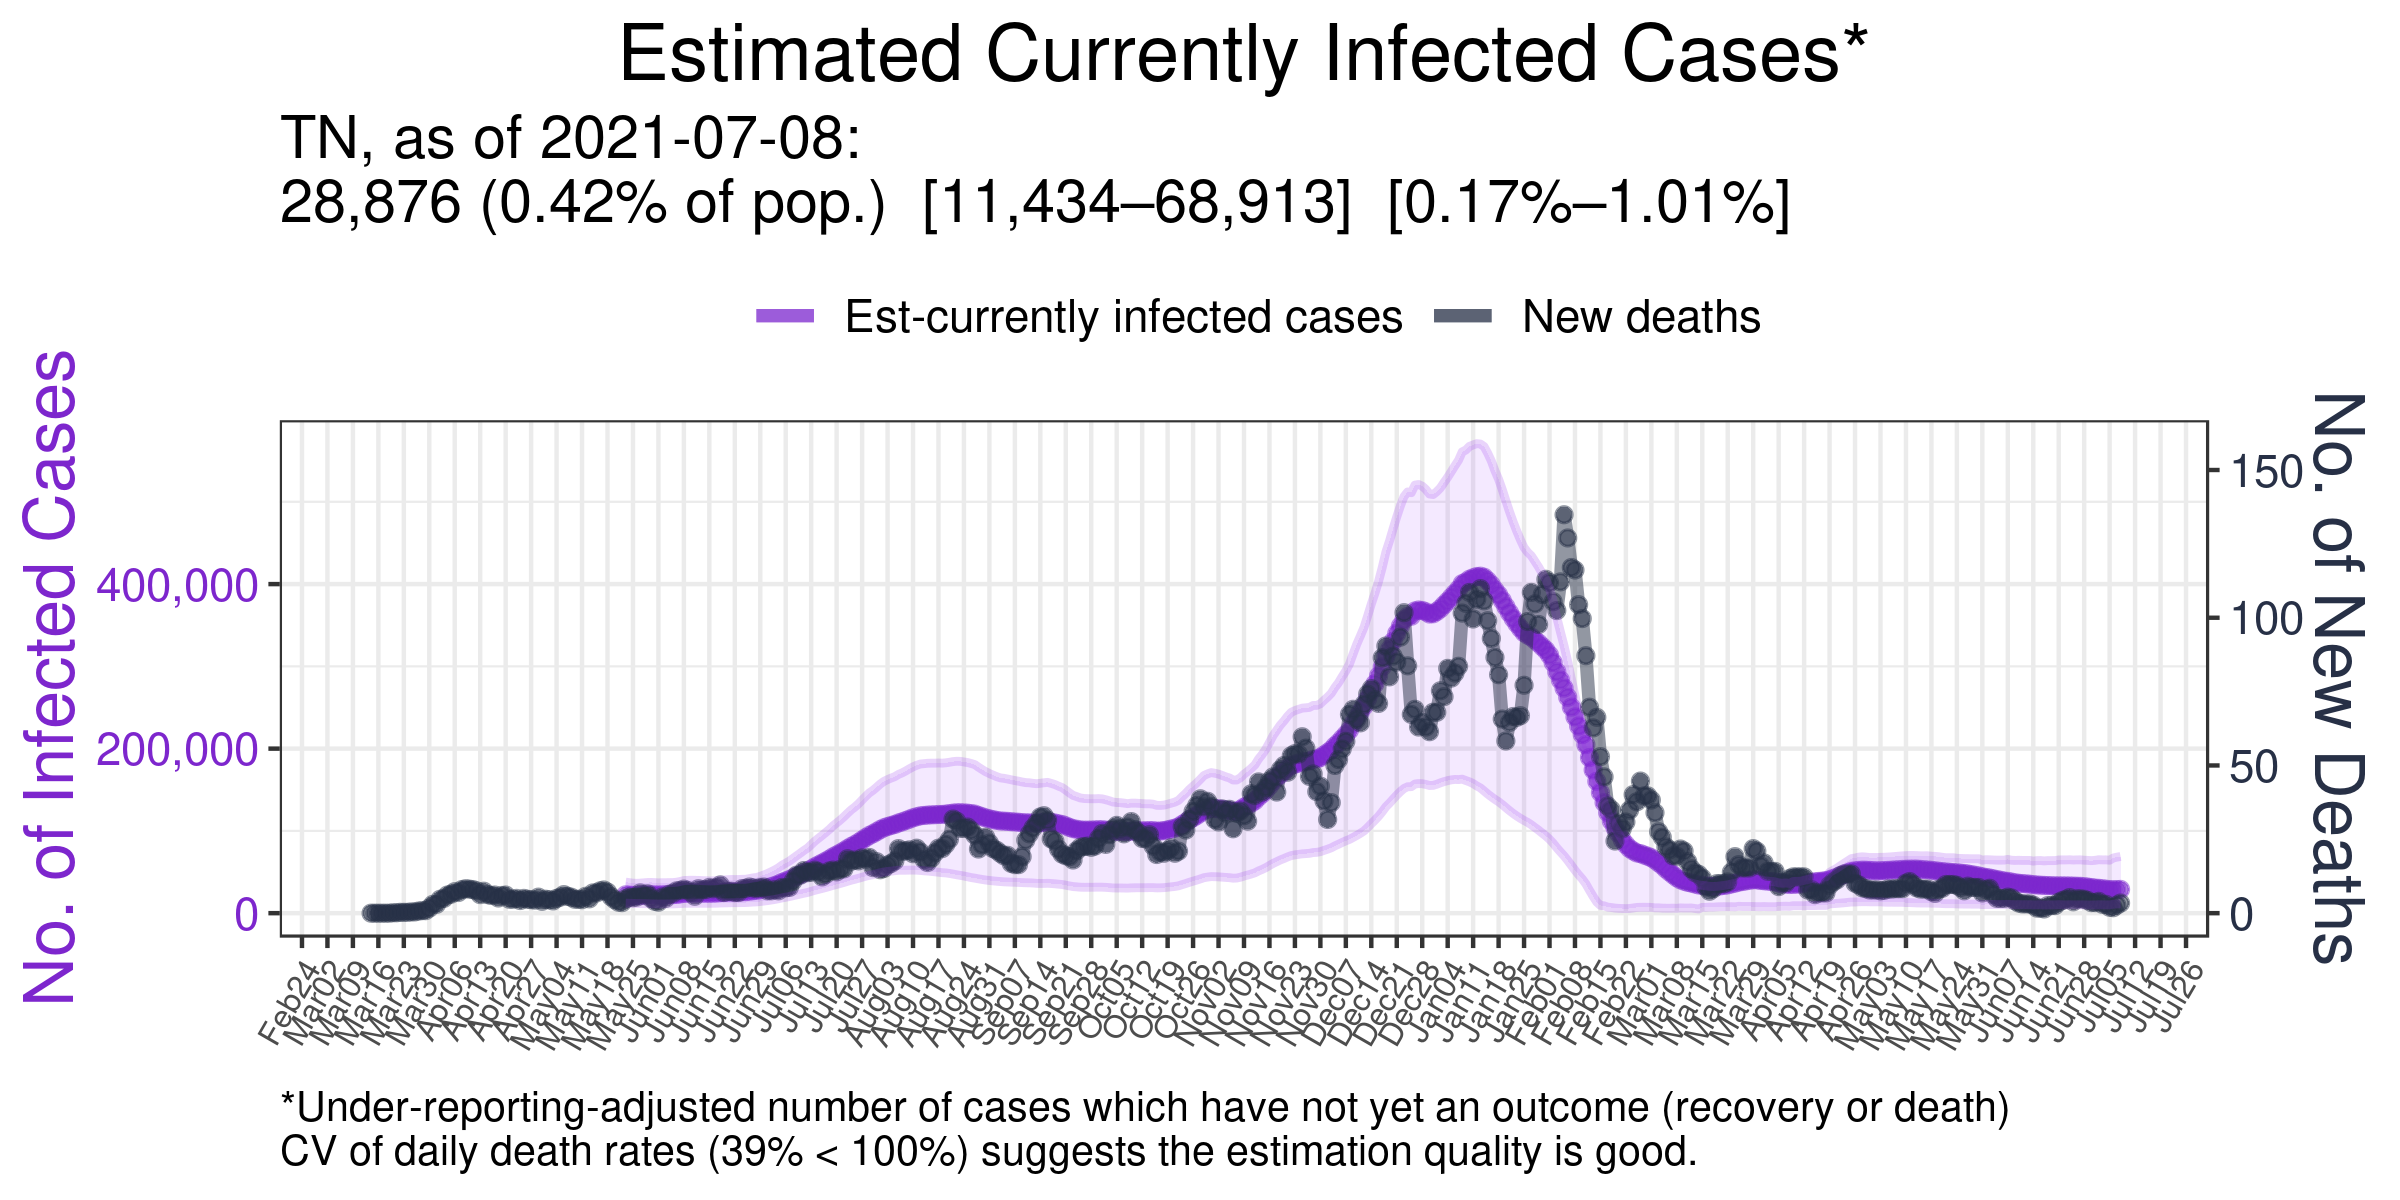 Estimated Currently Infected Cases*
TN, as of 2021-07-08:
28,876 (0.42% of pop.)  [11,434–68,913]  [0.17%–1.01%]
Est-currently infected cases
New deaths
No. of Infected Cases
400,000
200,000
0
150
100
50
0
No. of New Deaths
Feb24
Mar02
Mar09
Mar16
Mar23
Mar30
Apr06
Apr13
Apr20
Apr27
May04
May11
May18
May25
Jun01
Jun08
Jun15
Jun22
Jun29
Jul06
Jul13
Jul20
Jul27
Aug03
Aug10
Aug17
Aug24
Aug31
Sep07
Sep14
Sep21
Sep28
Oct05
Oct12
Oct19
Oct26
Nov02
Nov09
Nov16
Nov23
Nov30
Dec07
Dec14
Dec21
Dec28
Jan04
Jan11
Jan18
Jan25
Feb01
Feb08
Feb15
Feb22
Mar01
Mar08
Mar15
Mar22
Mar29
Apr05
Apr12
Apr19
Apr26
May03
May10
May17
May24
May31
Jun07
Jun14
Jun21
Jun28
Jul05
Jul12
Jul19
Jul26
*Under-reporting-adjusted number of cases which have not yet an outcome (recovery or death)
CV of daily death rates (39% < 100%) suggests the estimation quality is good.